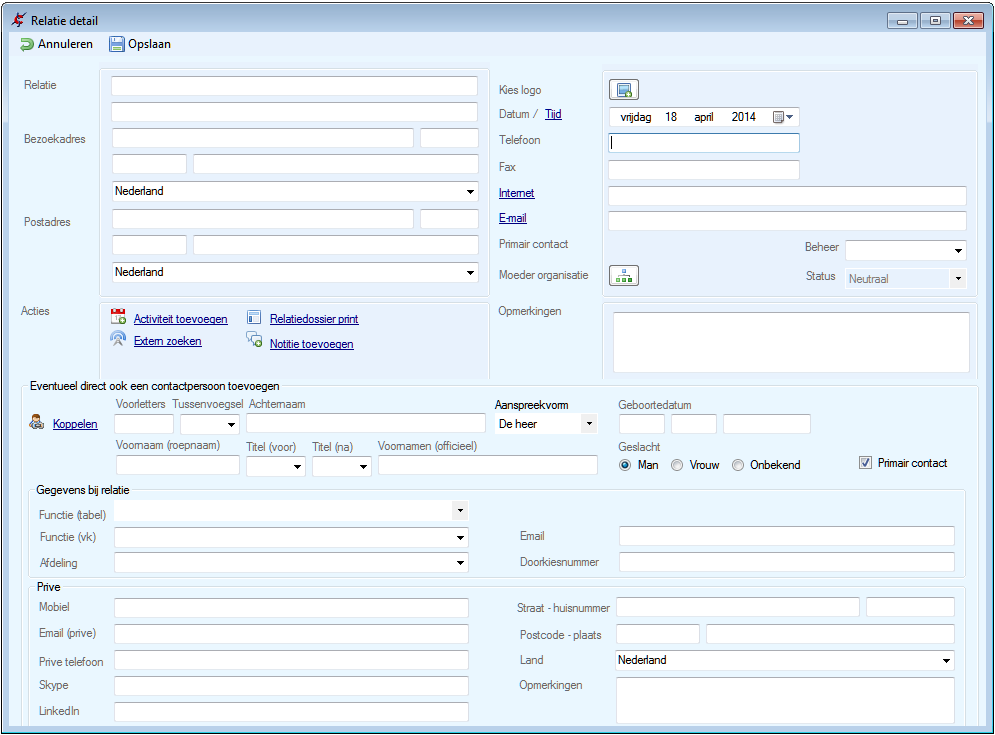 Relatie detail
Annuleren Opslaan
Relatie
Bezoekadres
Nederland
Postadres
Nederland
Acties
Activiteit toevoegen Relatiedossier print
Extern zoeken Notitie toevoegen
Kies logo
Datum / Tijd vrijdag 18 april 2014
Telefoon
Fax
Internet
E-mail
Primair contact Beheer
Moeder organisatie Status Neutraal
Opmerkingen
Eventueel direct ook een contactpersoon toevoegen
Voorletters Tussenvoegsel Achternaam Aanspreekvorm Geboortedatum
Koppelen De heer
Voornaam (roepnaam) Titel (voor) Titel (na) Voornamen (officieel) Geslacht
Man Vrouw Onbekend Primair contact
Gegevens bij relatie
Functie (tabel)
Functie (vk) Email
Afdeling Doorkiesnummer
Prive
Mobiel Straat - huisnummer
Email (prive) Postcode - plaats
Prive telefoon Land Nederland
Skype Opmerkingen
LinkedIn